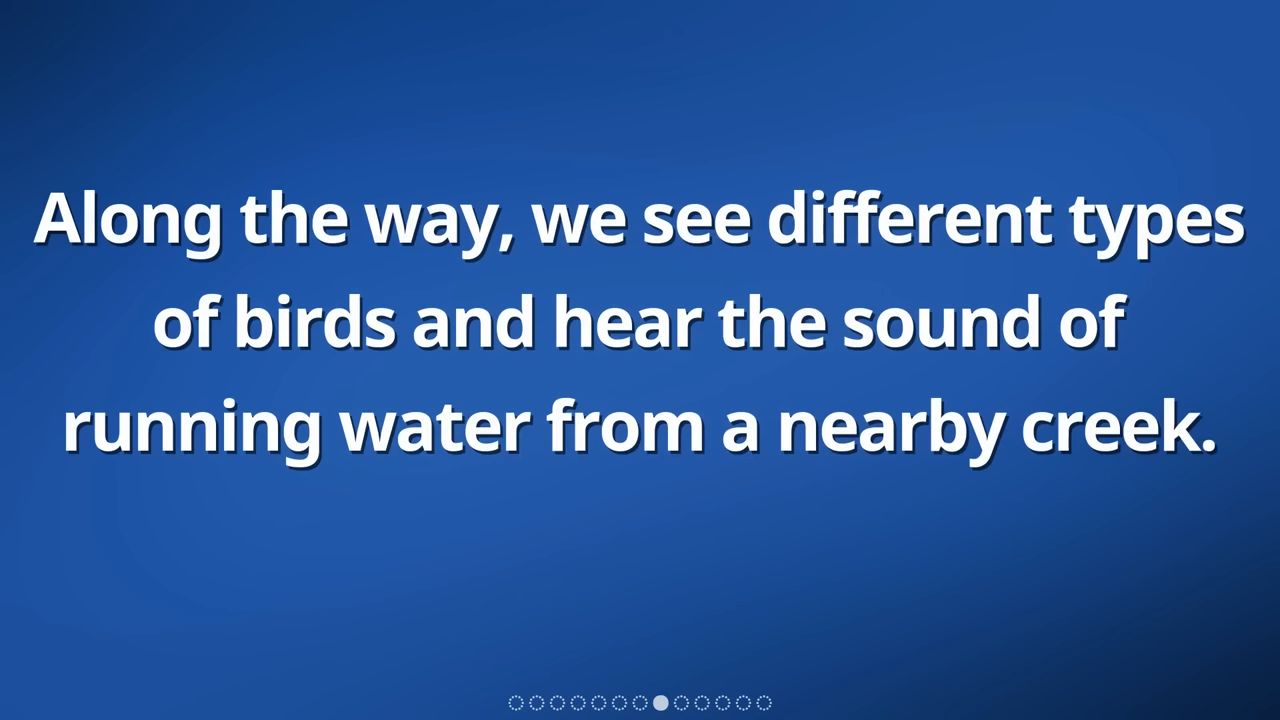 Along the way, we see different types
of birds and hear the sound of
running water from a nearby creek.